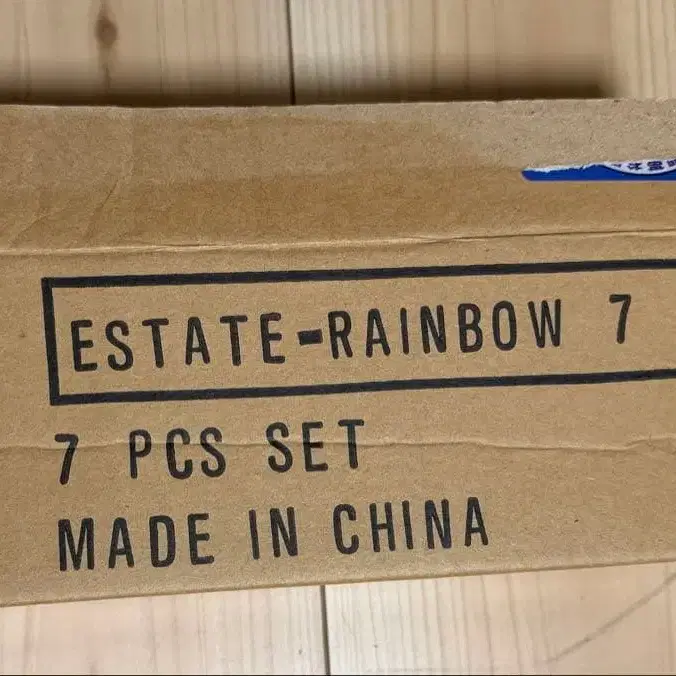 ESTATE-RAINBOW 7
7 PCS SET
MADE IN CHINA